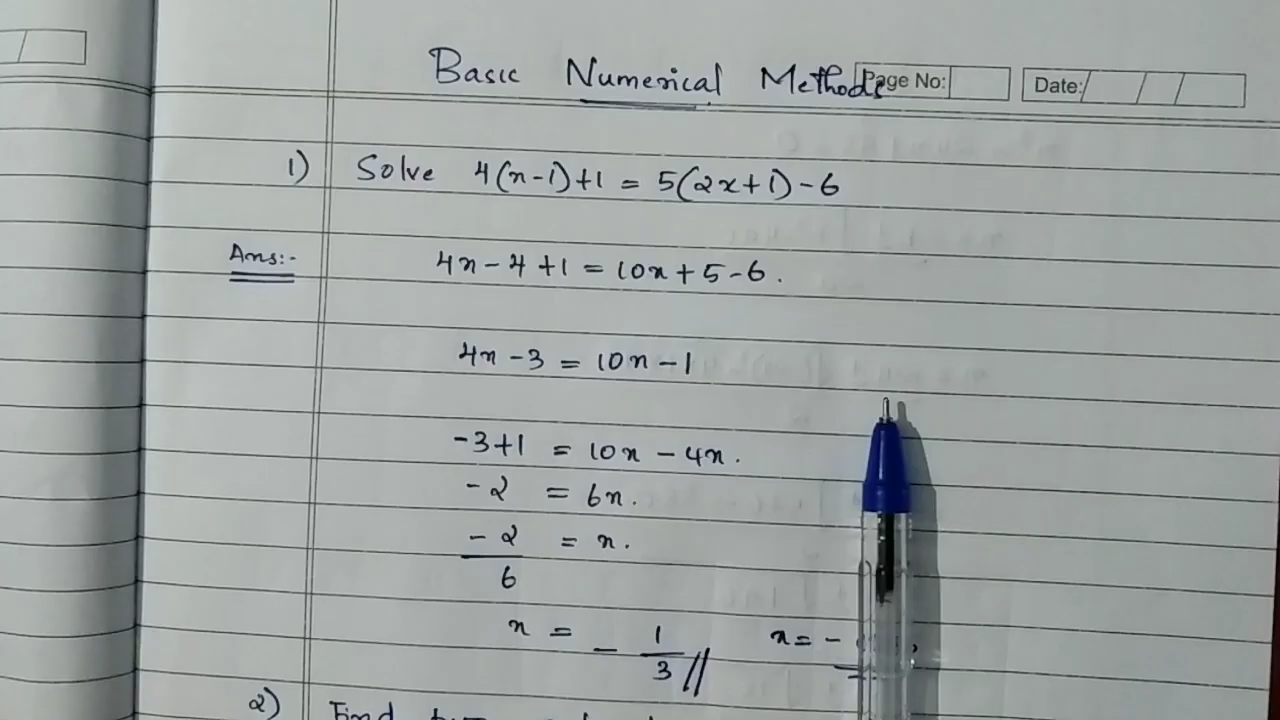 Basic Numerical Methods
Page No:
Date:
1) Solve 4(x-1)+1 = 5(2x+1)-6
Ans:- 4x-4+1 = 10x+5-6.
4x-3 = 10x-1
-3+1 = 10x-4x.
-2 = 6x.
-2/6 = x.
x = -1/3 // x= -
2) Find